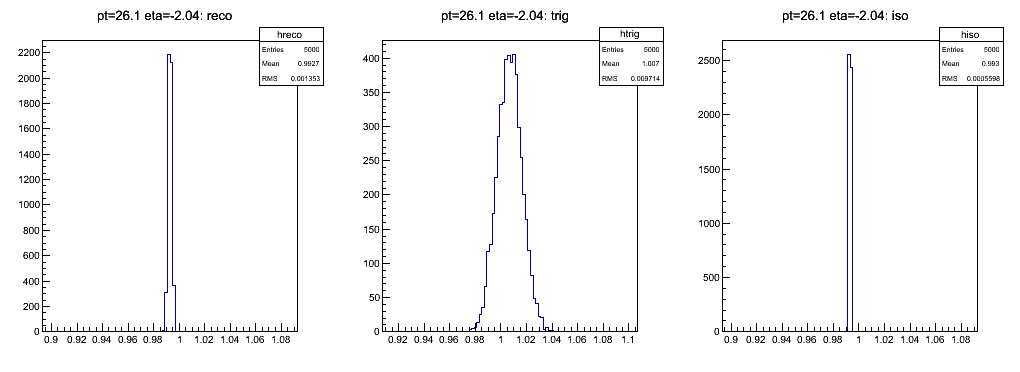 pt=26.1 eta=-2.04: reco
hreco
Entries 5000
Mean 0.9927
RMS 0.001353
2200
2000
1800
1600
1400
1200
1000
800
600
400
200
0
0.9 0.92 0.94 0.96 0.98 1 1.02 1.04 1.06 1.08
pt=26.1 eta=-2.04: trig
htrig
Entries 5000
Mean 1.007
RMS 0.009714
400
350
300
250
200
150
100
50
0
0.92 0.94 0.96 0.98 1 1.02 1.04 1.06 1.08 1.1
pt=26.1 eta=-2.04: iso
hiso
Entries 5000
Mean 0.993
RMS 0.0005598
2500
2000
1500
1000
500
0
0.9 0.92 0.94 0.96 0.98 1 1.02 1.04 1.06 1.08